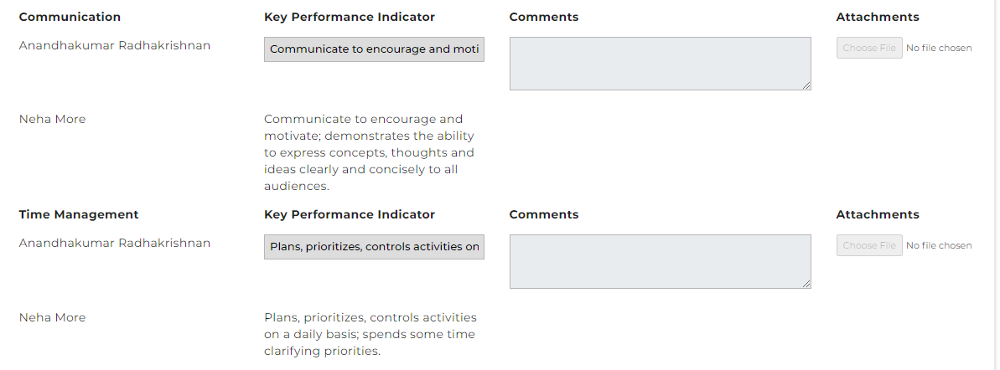 Communication Key Performance Indicator Comments Attachments
Anandhakumar Radhakrishnan Communicate to encourage and moti Choose File No file chosen
Neha More Communicate to encourage and
motivate; demonstrates the ability
to express concepts, thoughts and
ideas clearly and concisely to all
audiences.
Time Management Key Performance Indicator Comments Attachments
Anandhakumar Radhakrishnan Plans, prioritizes, controls activities on Choose File No file chosen
Neha More Plans, prioritizes, controls activities
on a daily basis; spends some time
clarifying priorities.